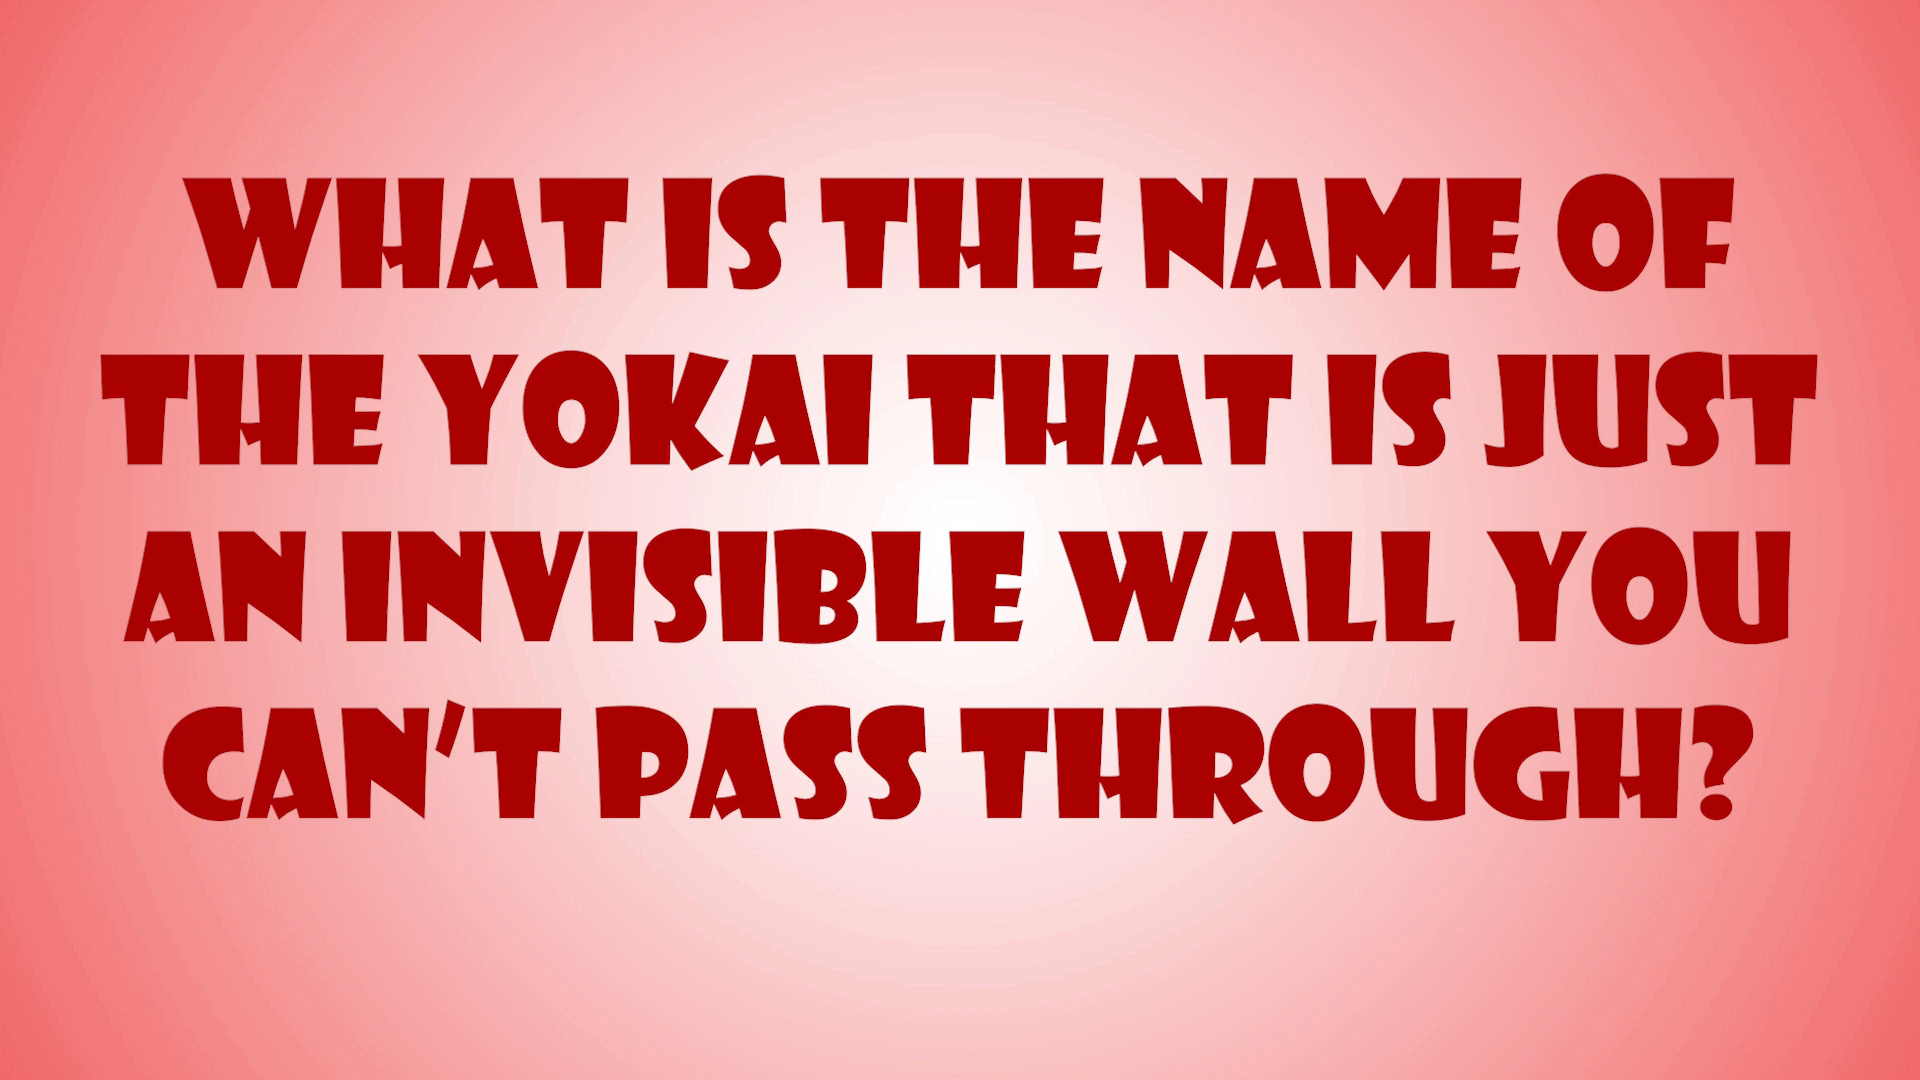 WHAT IS THE NAME OF
THE YOKAI THAT IS JUST
AN INVISIBLE WALL YOU
CAN'T PASS THROUGH?